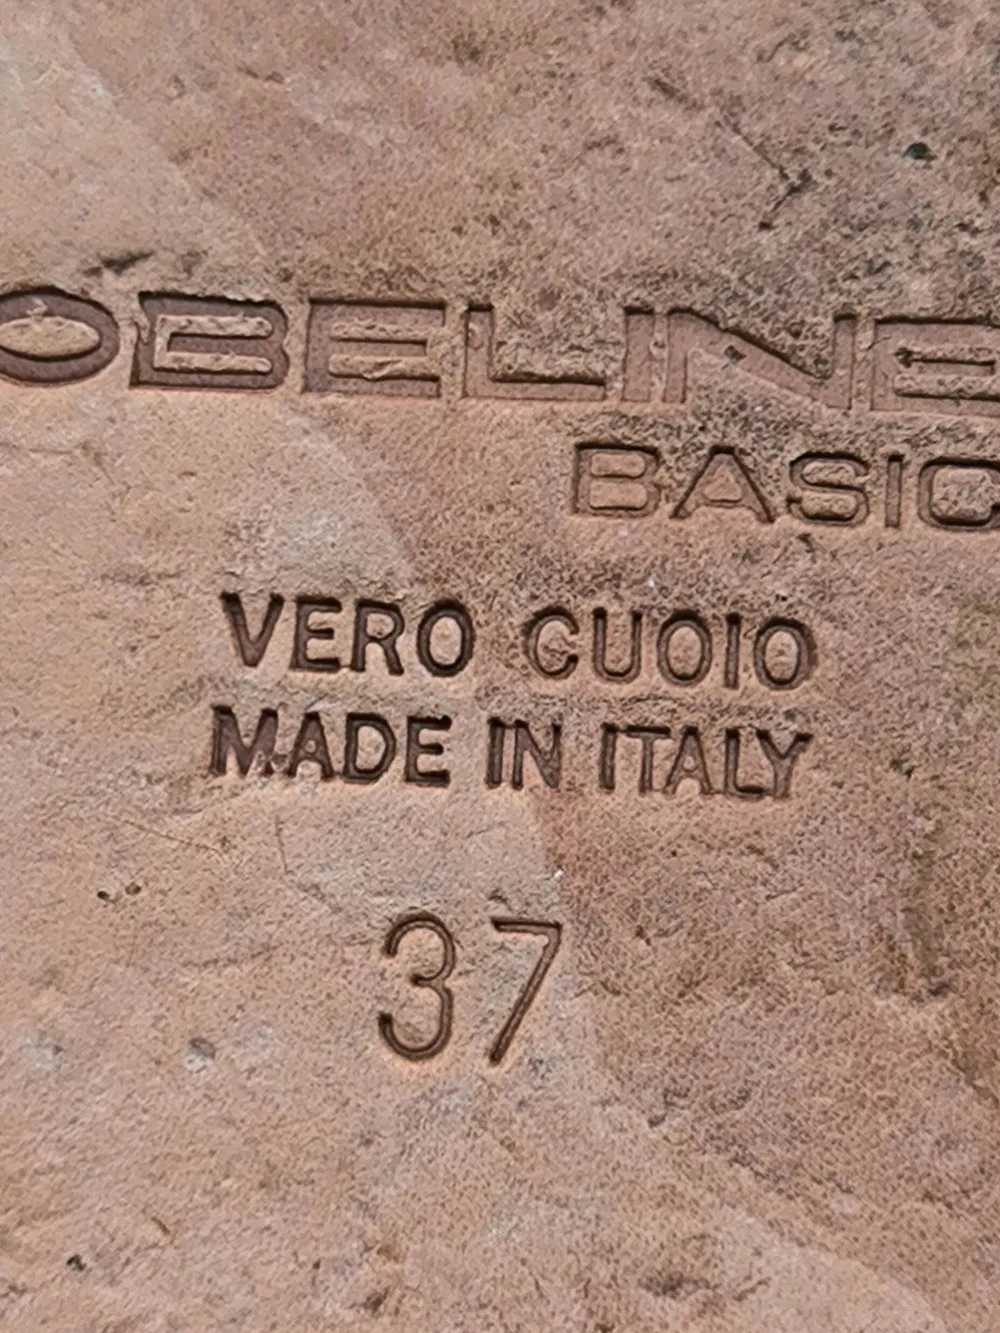 OBELINE
BASIC
VERO CUOIO
MADE IN ITALY
37